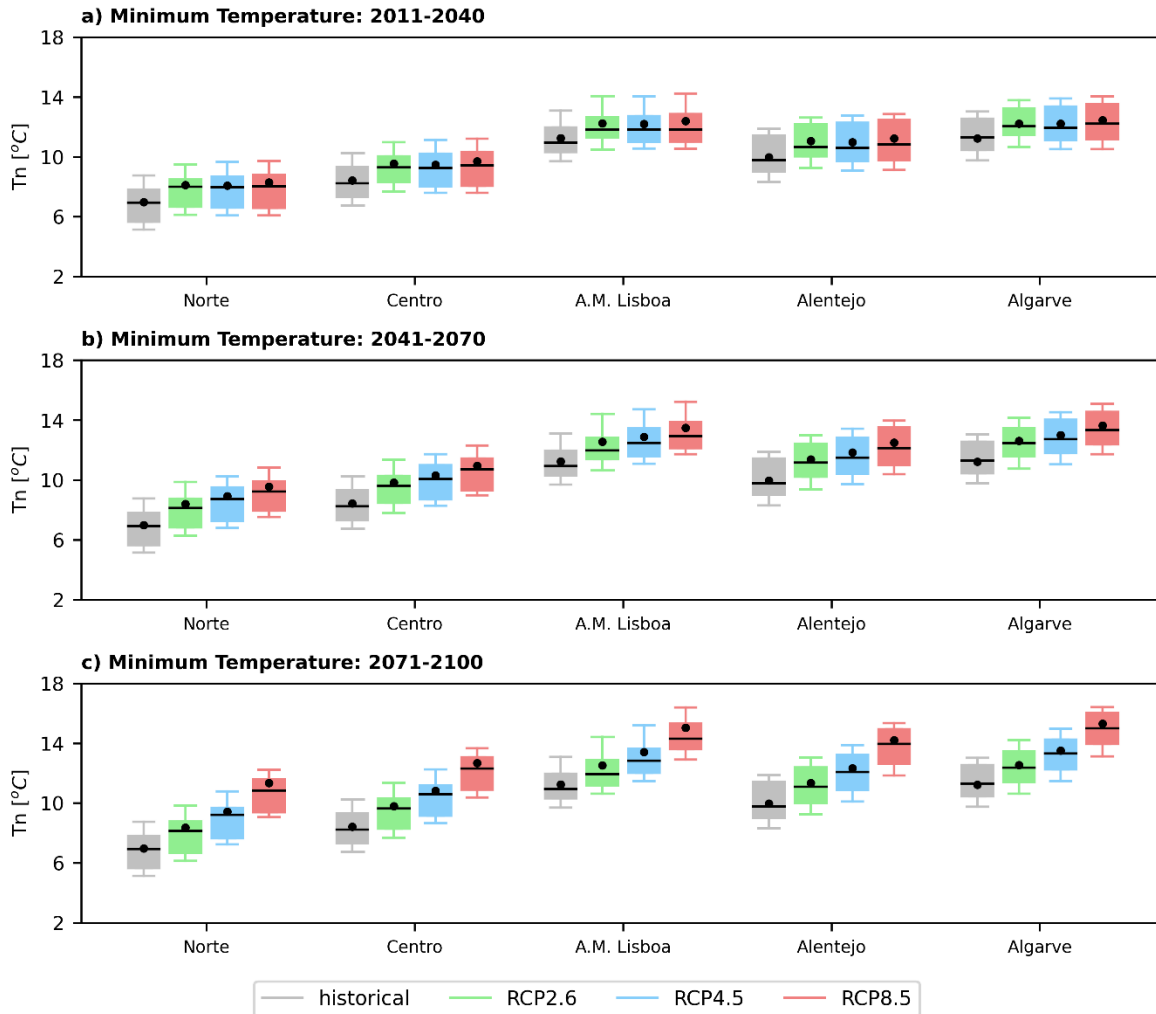 a) Minimum Temperature: 2011-2040
18
14
10
6
2
Tn [°C]
Norte Centro A.M. Lisboa Alentejo Algarve
b) Minimum Temperature: 2041-2070
18
14
10
6
2
Tn [°C]
Norte Centro A.M. Lisboa Alentejo Algarve
c) Minimum Temperature: 2071-2100
18
14
10
6
2
Tn [°C]
Norte Centro A.M. Lisboa Alentejo Algarve
historical RCP2.6 RCP4.5 RCP8.5